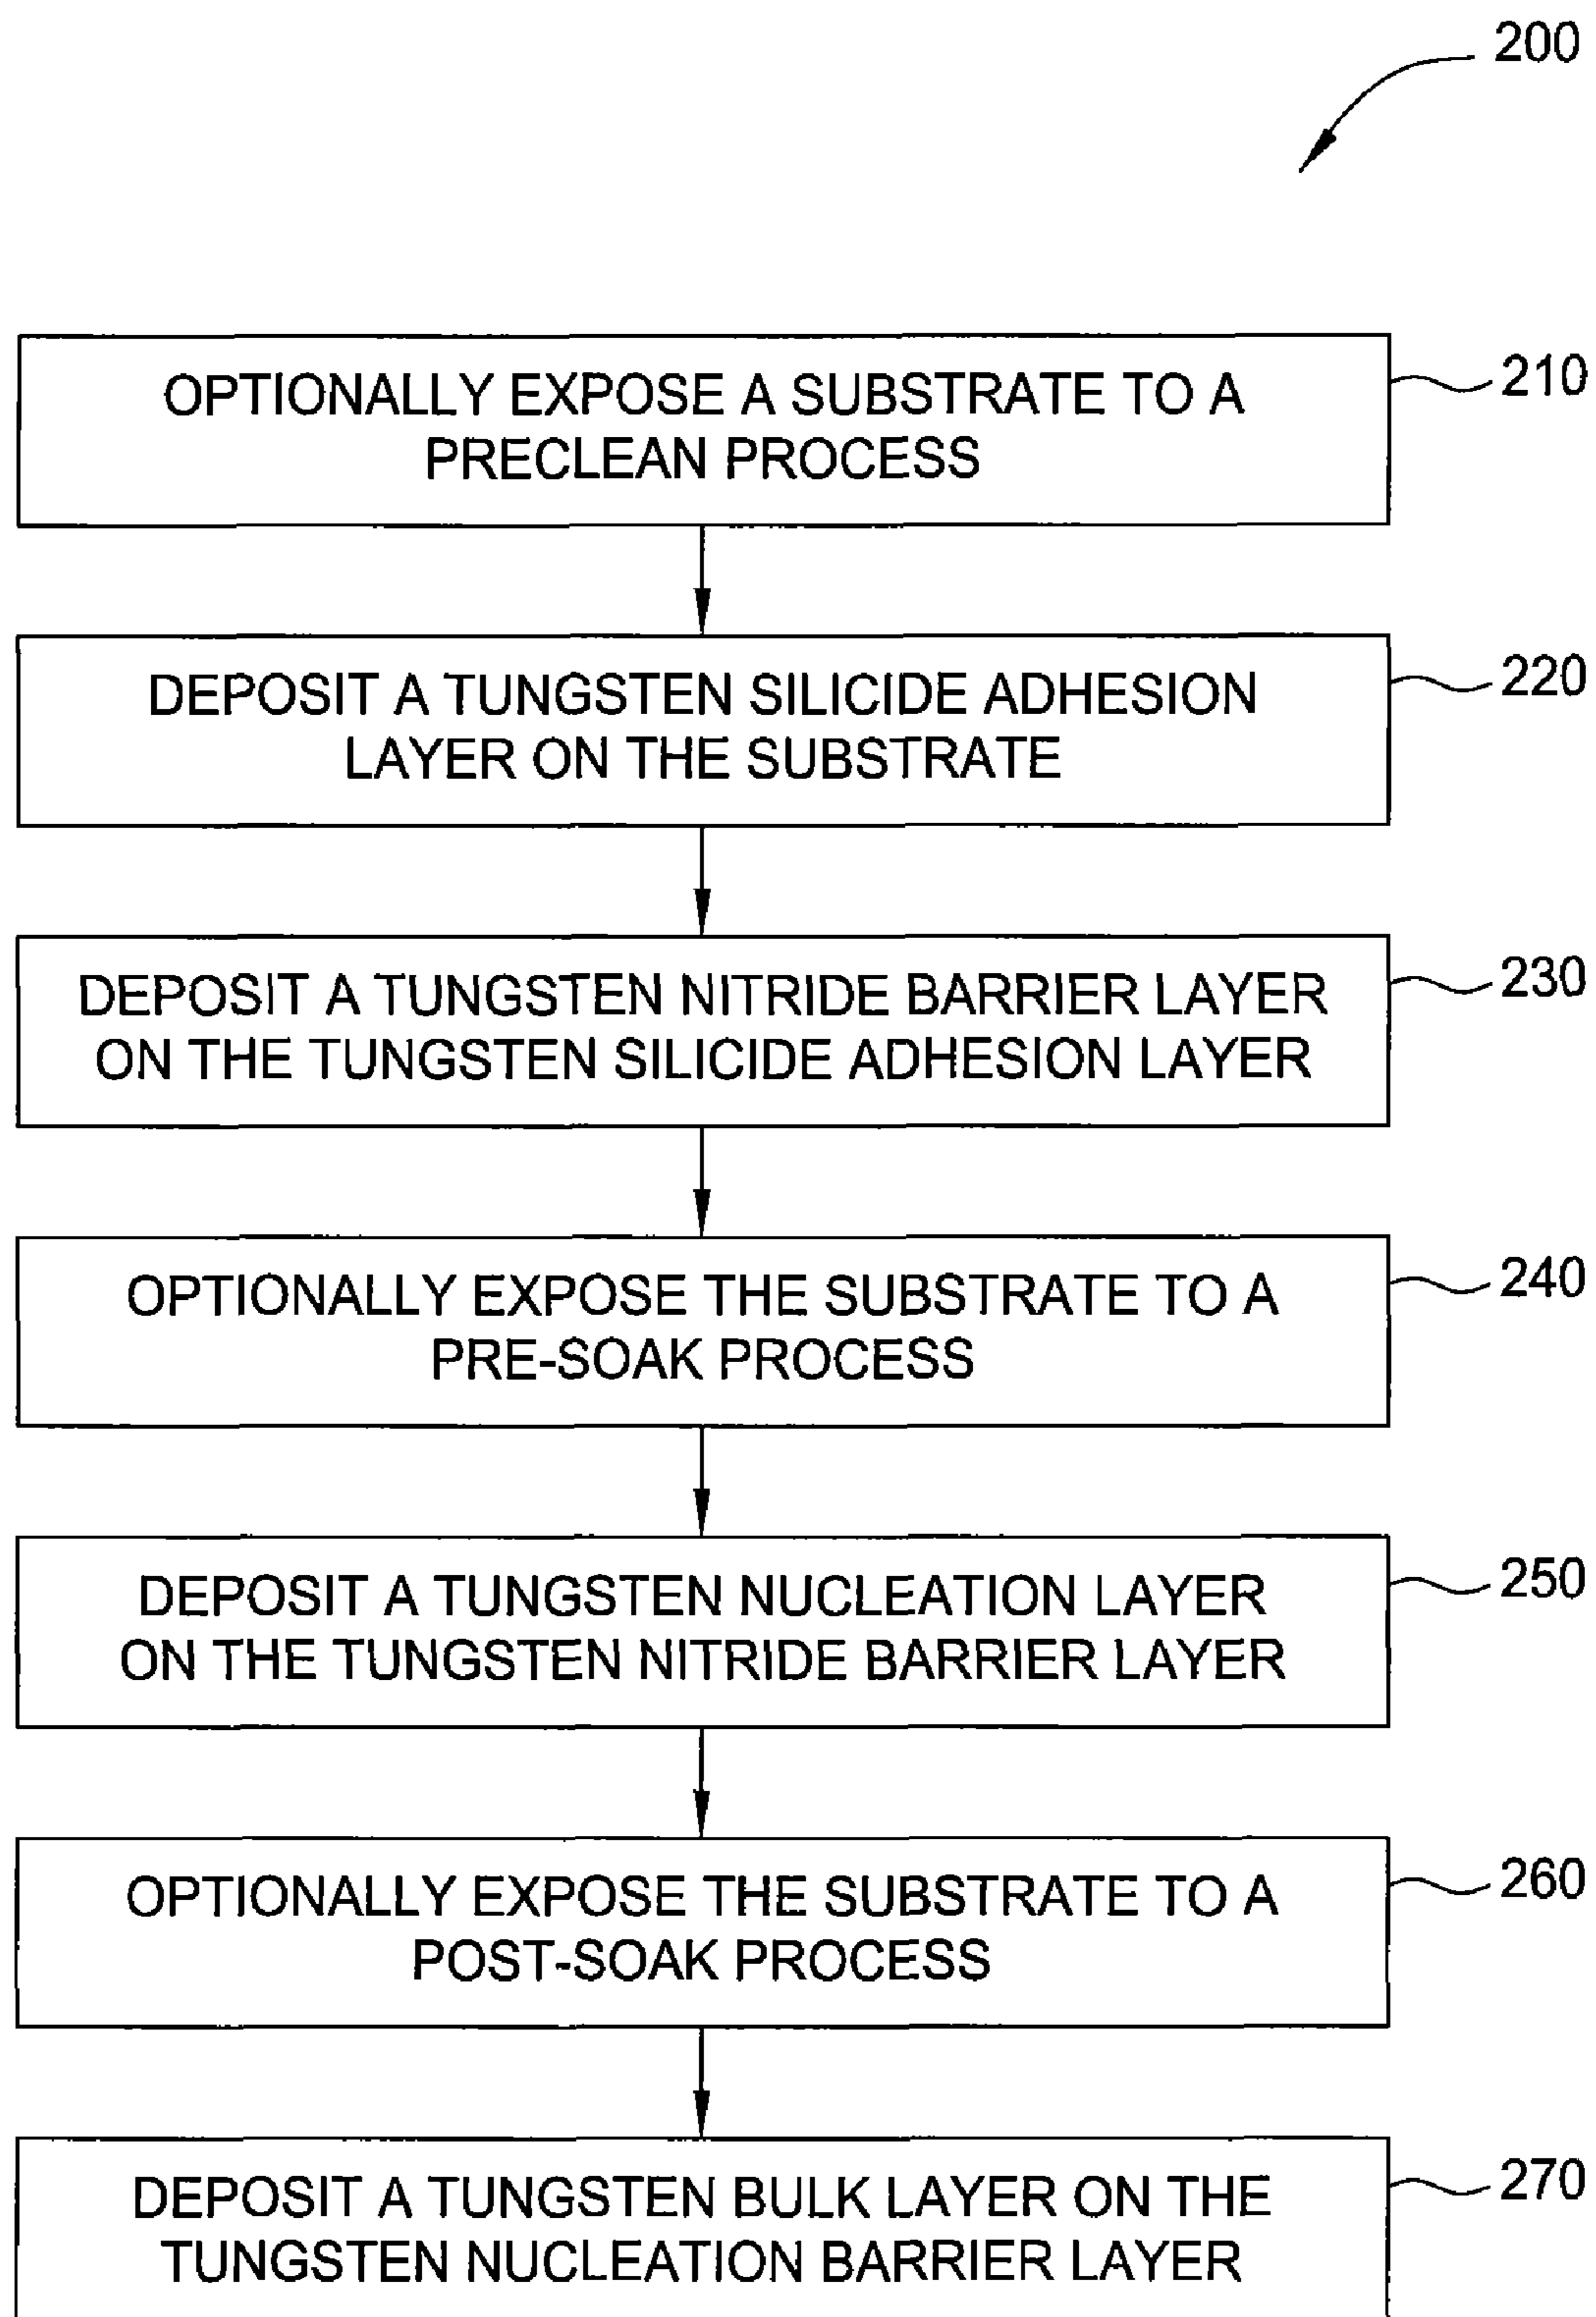 200
OPTIONALLY EXPOSE A SUBSTRATE TO A
PRECLEAN PROCESS
210
DEPOSIT A TUNGSTEN SILICIDE ADHESION
LAYER ON THE SUBSTRATE
220
DEPOSIT A TUNGSTEN NITRIDE BARRIER LAYER
ON THE TUNGSTEN SILICIDE ADHESION LAYER
230
OPTIONALLY EXPOSE THE SUBSTRATE TO A
PRE-SOAK PROCESS
240
DEPOSIT A TUNGSTEN NUCLEATION LAYER
ON THE TUNGSTEN NITRIDE BARRIER LAYER
250
OPTIONALLY EXPOSE THE SUBSTRATE TO A
POST-SOAK PROCESS
260
DEPOSIT A TUNGSTEN BULK LAYER ON THE
TUNGSTEN NUCLEATION BARRIER LAYER
270